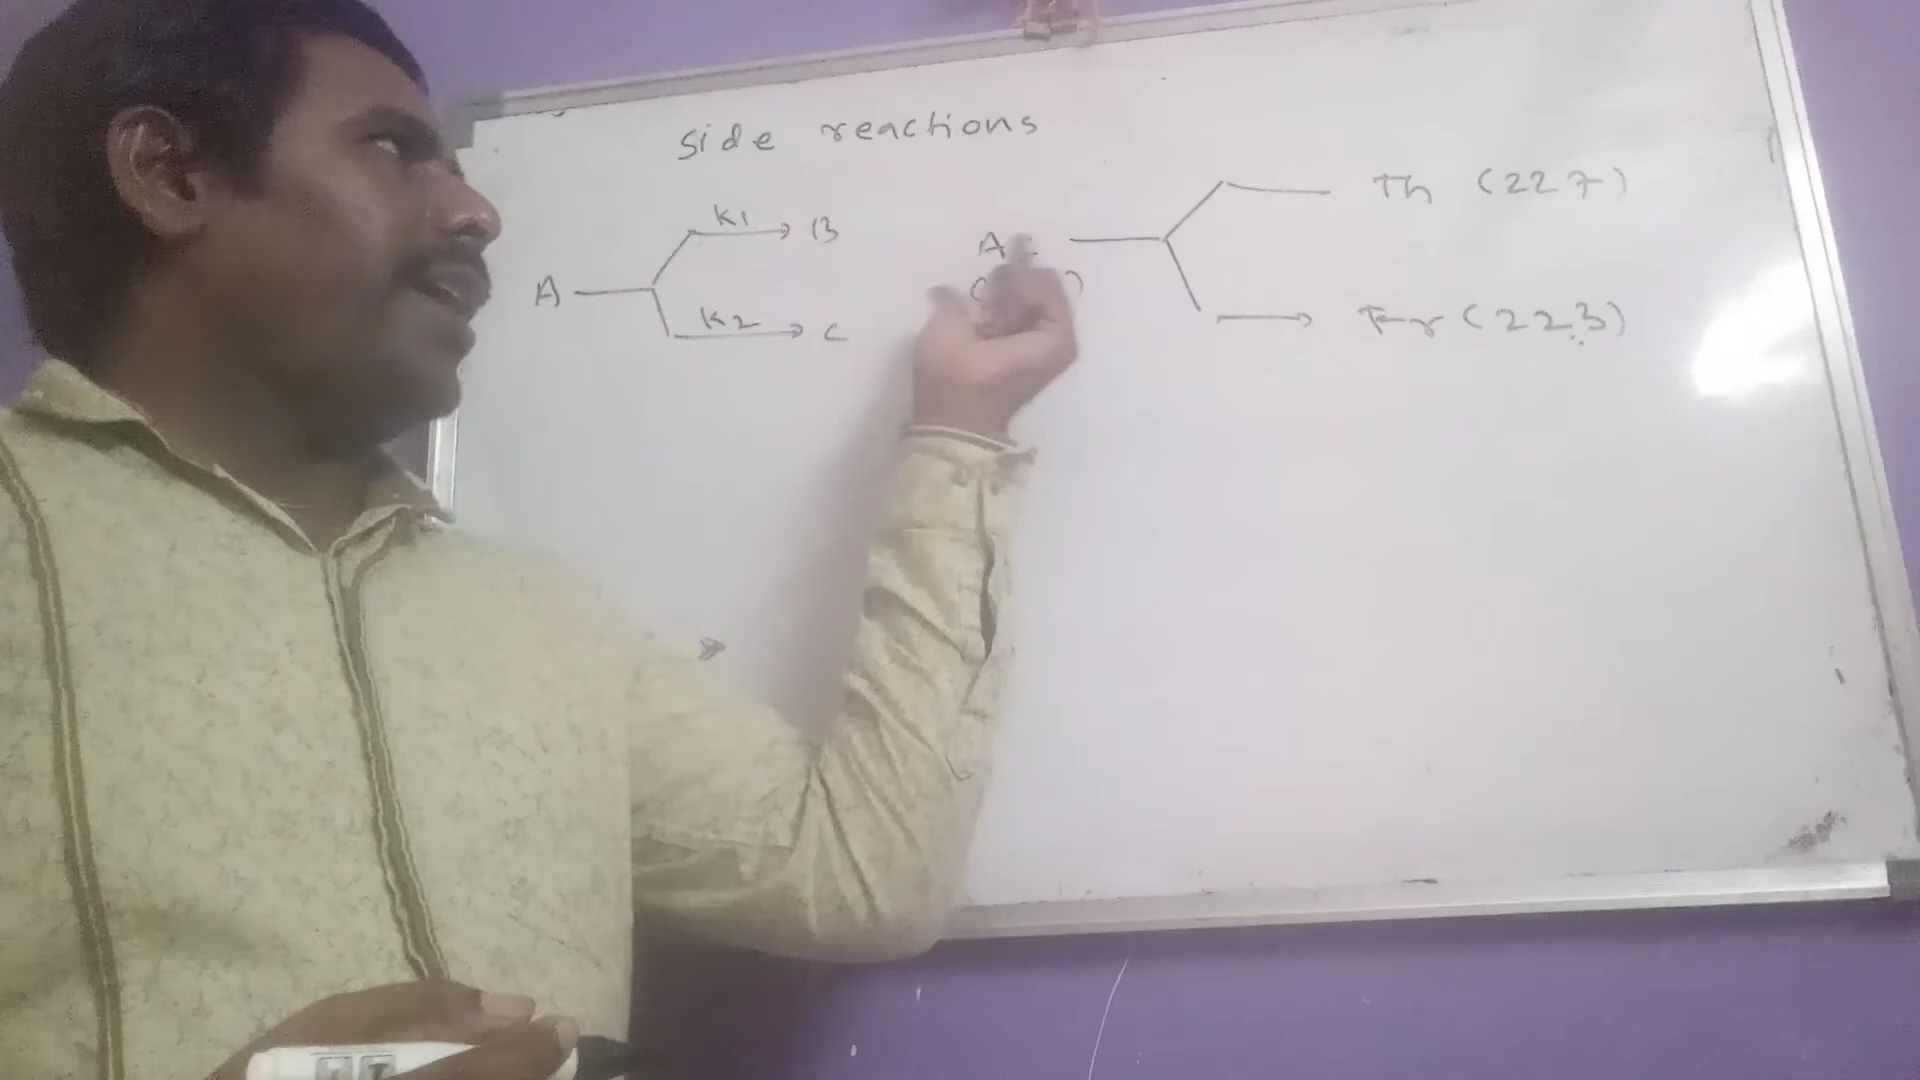 side reactions
A
K1
B
K2
C
Th (227)
Fr (223)